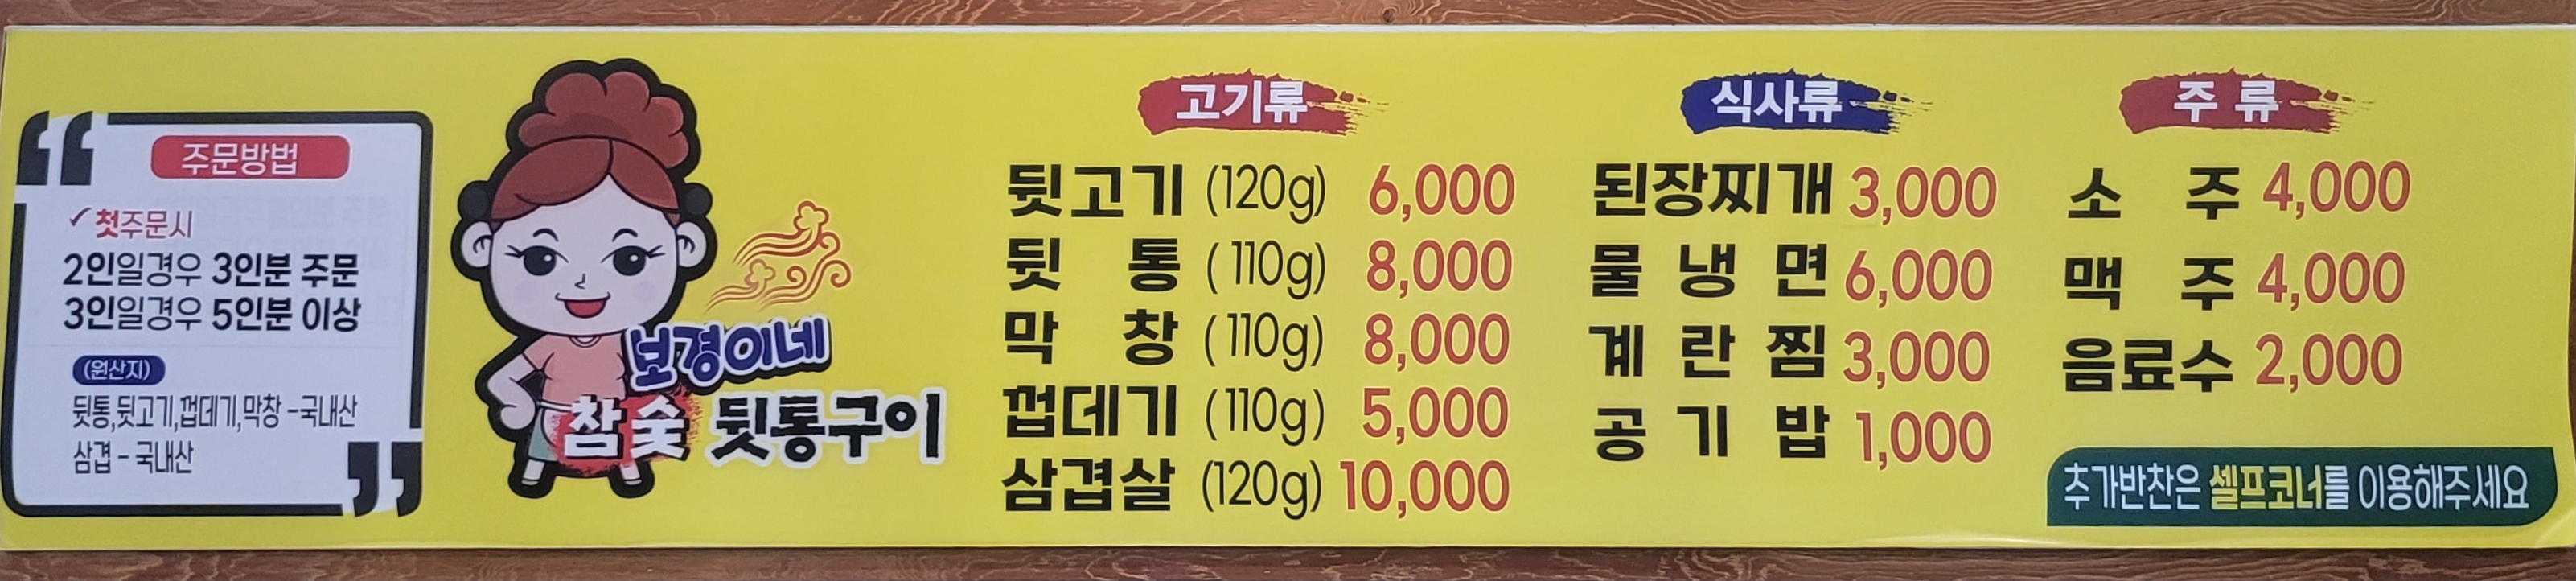 주문방법
첫주문시
2인일경우 3인분 주문
3인일경우 5인분 이상
(원산지)
뒷통,뒷고기,껍데기,막창 -국내산
삼겹 - 국내산
보경이네
참숯 뒷통구이
고기류
뒷고기 (120g) 6,000
뒷 통 ( 110g) 8,000
막 창 ( 110g) 8,000
껍데기 (110g) 5,000
삼겹살 (120g) 10,000
식사류
된장찌개 3,000
물 냉 면 6,000
계 란 찜 3,000
공 기 밥 1,000
주 류
소 주 4,000
맥 주 4,000
음료수 2,000
추가반찬은 셀프코너를 이용해주세요